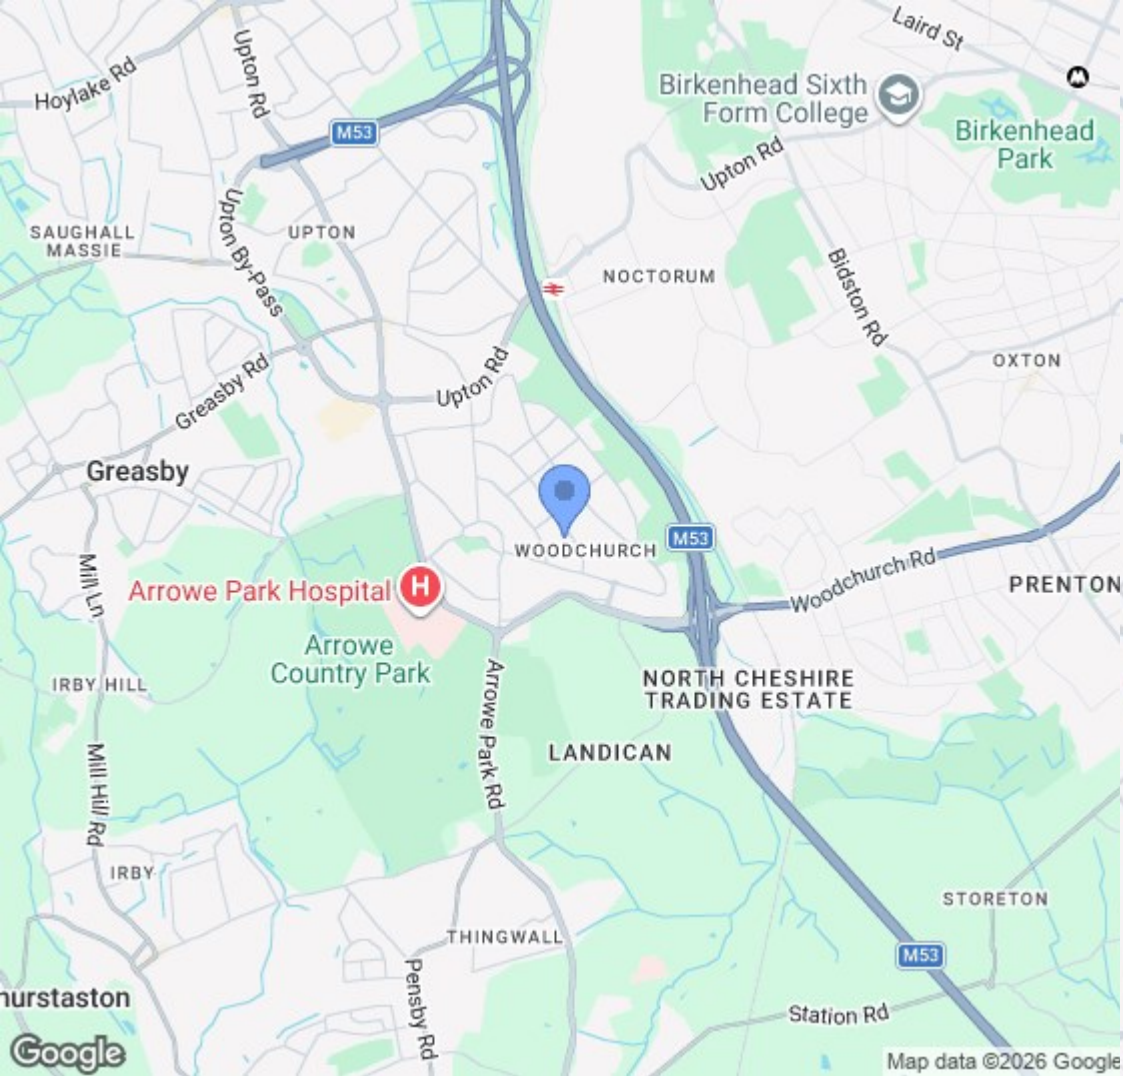 Laird St
Upton Rd
Hoylake Rd
Birkenhead Sixth
Form College
M53
Birkenhead
Park
Upton Rd
SAUGHALL
MASSIE
UPTON
Upton By-Pass
NOCTORUM
Bidston Rd
OXTON
Greasby Rd
Upton Rd
Greasby
M53
WOODCHURCH
Woodchurch Rd
Mill Ln
Arrowe Park Hospital
H
PRENTON
Arrowe
Country Park
IRBY HILL
NORTH CHESHIRE
TRADING ESTATE
Arrowe Park Rd
LANDICAN
Mill Hill Rd
IRBY
STORETON
THINGWALL
M53
Pensby Rd
hurstaston
Station Rd
Google
Map data ©2026 Google